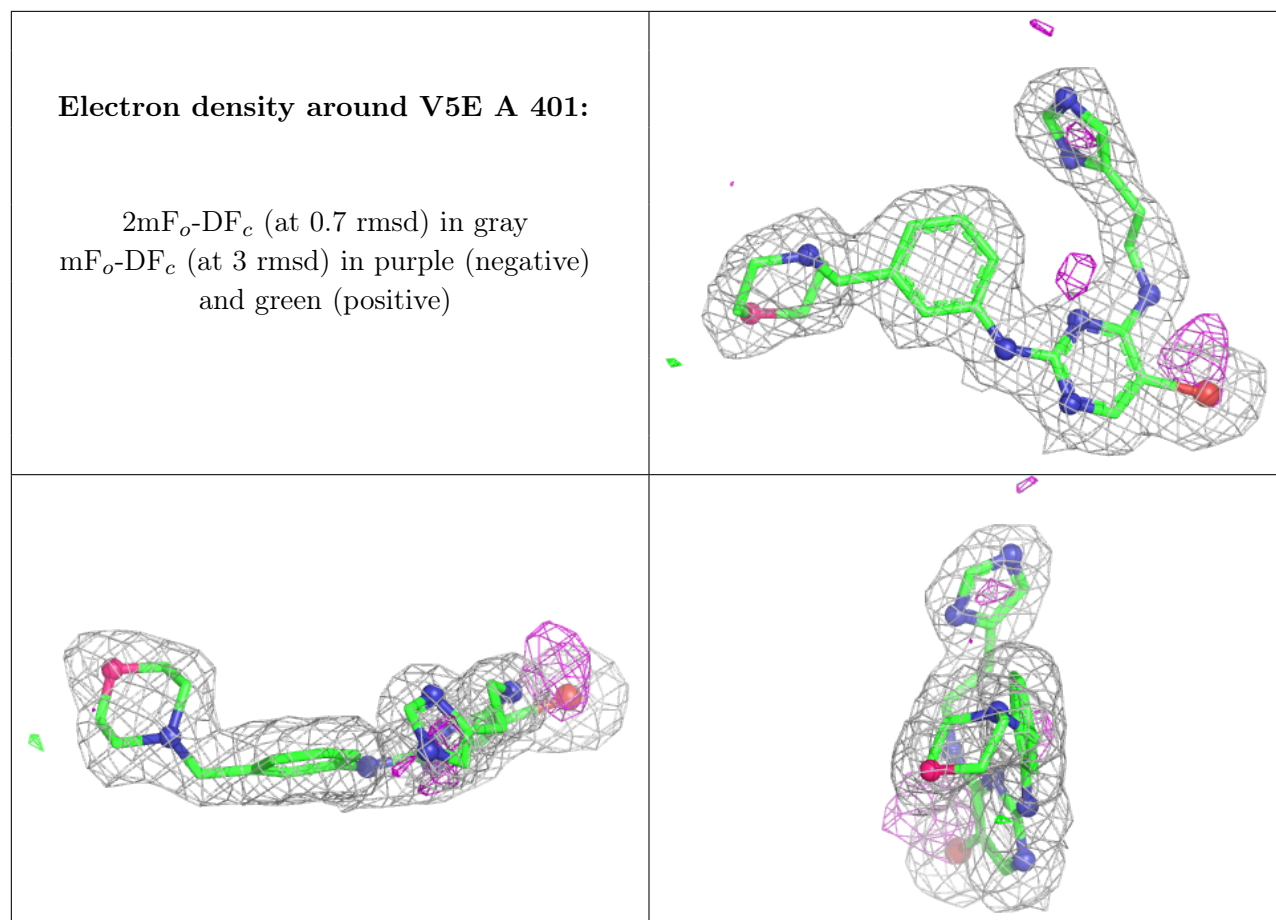 Electron density around V5E A 401:
2mFo-DFc (at 0.7 rmsd) in gray
mFo-DFc (at 3 rmsd) in purple (negative)
and green (positive)